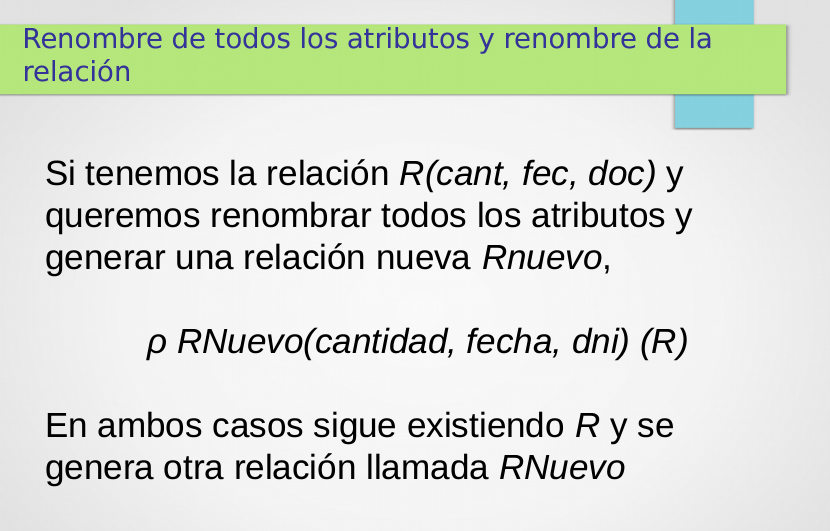 Renombre de todos los atributos y renombre de la
relación
Si tenemos la relación R(cant, fec, doc) y
queremos renombrar todos los atributos y
generar una relación nueva Rnuevo,
ρ RNuevo(cantidad, fecha, dni) (R)
En ambos casos sigue existiendo R y se
genera otra relación llamada RNuevo